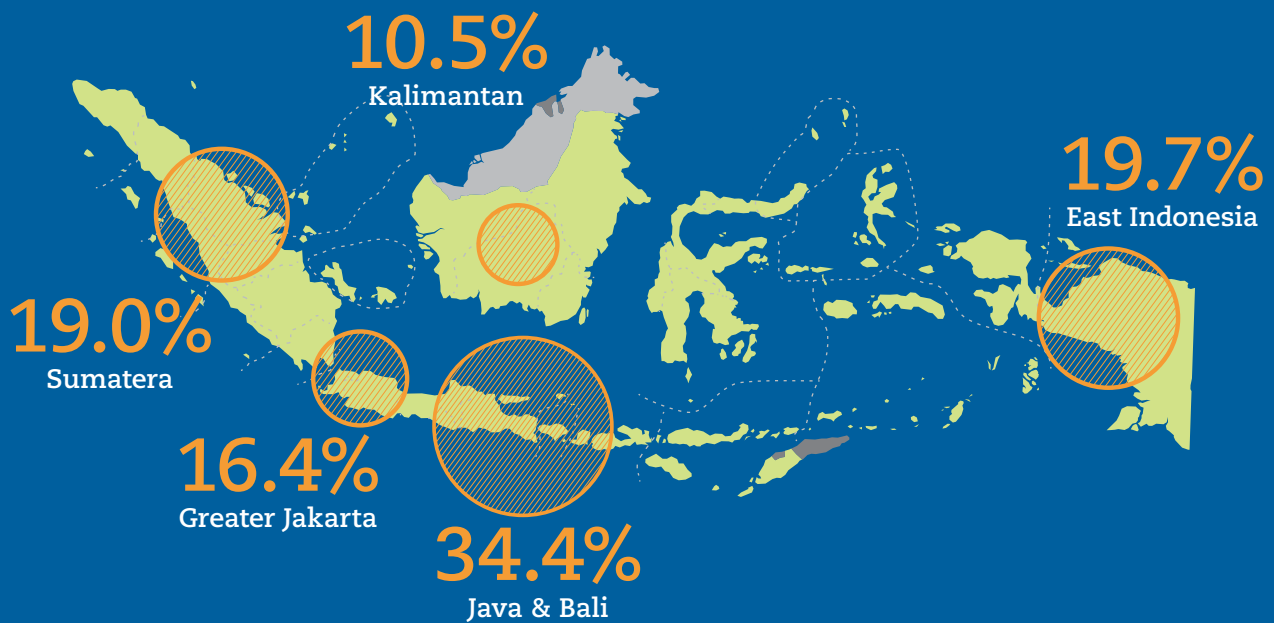 10.5%
Kalimantan
19.7%
East Indonesia
19.0%
Sumatera
16.4%
Greater Jakarta
34.4%
Java & Bali